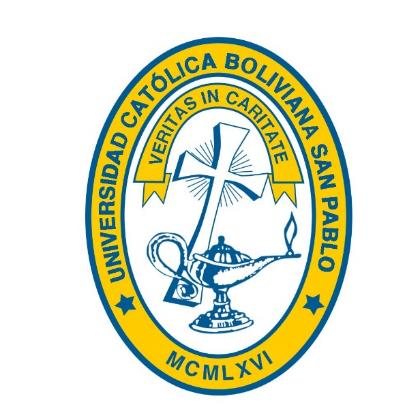 UNIVERSIDAD CATÓLICA BOLIVIANA SAN PABLO
VERITAS IN CARITATE
MCMLXVI